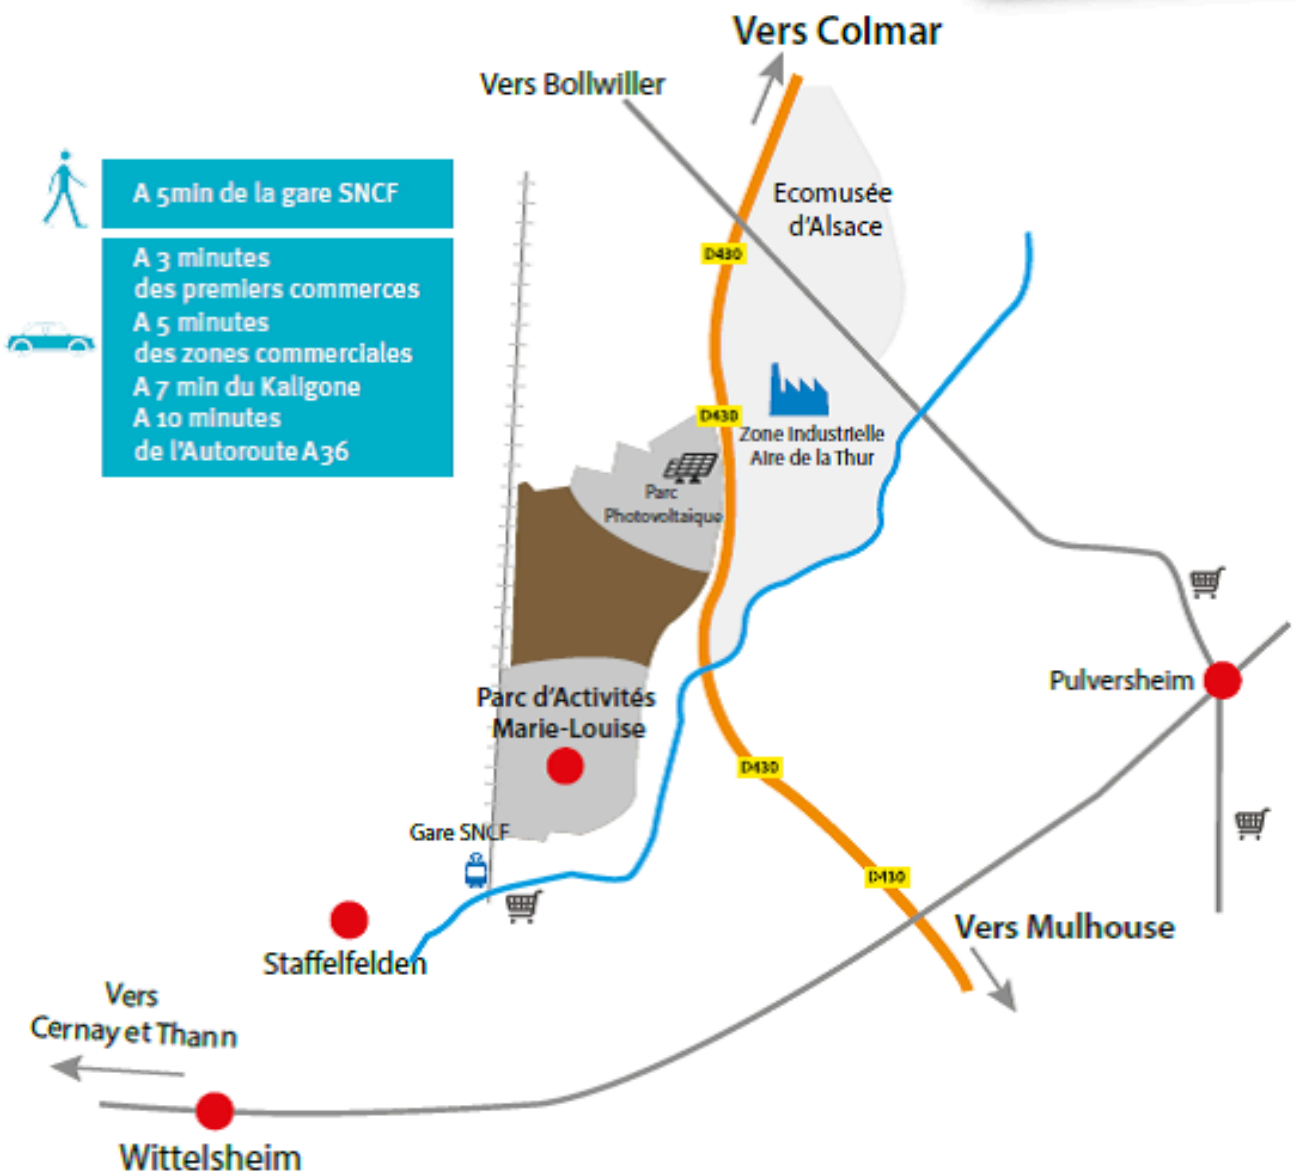 Vers Colmar
Vers Bollwiller
A 5min de la gare SNCF
A 3 minutes
des premiers commerces
A 5 minutes
des zones commerciales
A 7 min du Kaligone
A 10 minutes
de l'Autoroute A36
Ecomusée
d'Alsace
D430
D430
Zone Industrielle
Aire de la Thur
Parc
Photovoltaique
Parc d'Activités
Marie-Louise
Pulversheim
D430
Gare SNCF
D430
Vers Mulhouse
Staffelfelden
Vers
Cernay et Thann
Wittelsheim